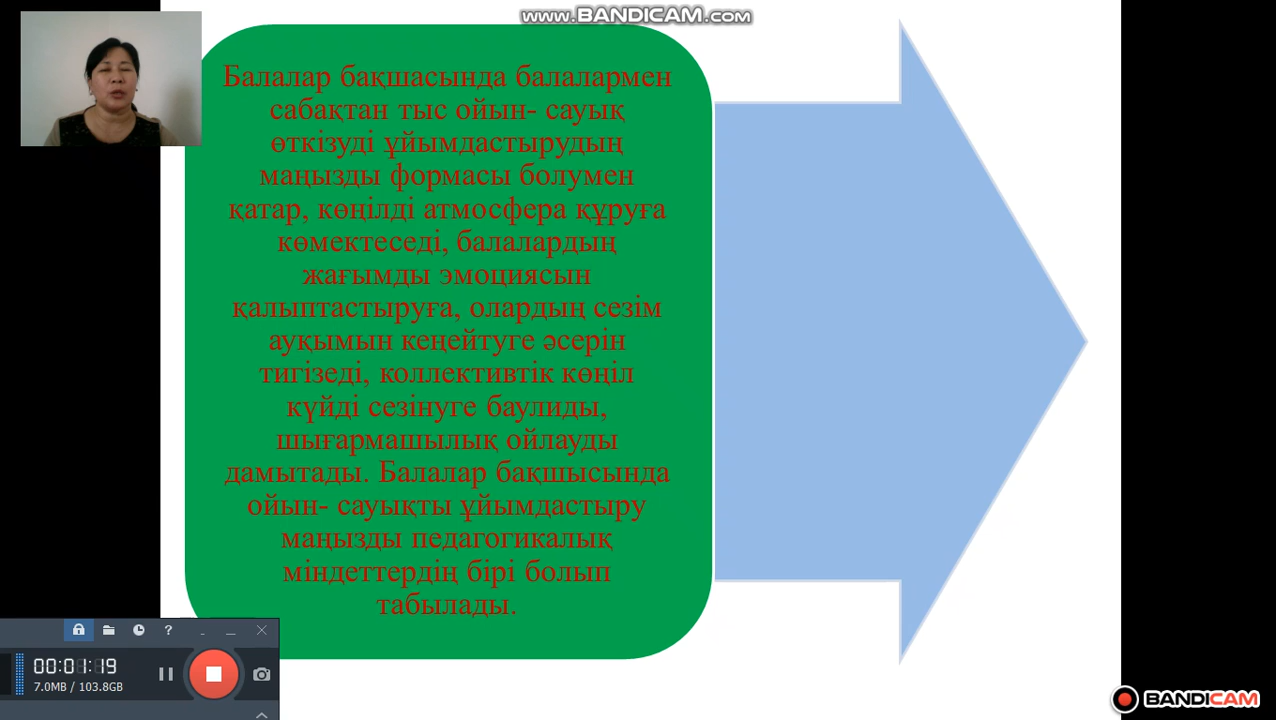 www.BANDICAM.com
Балалар бақшасында балалармен
сабақтан тыс ойын- сауық
өткізуді ұйымдастырудың
маңызды формасы болумен
қатар, көңілді атмосфера құруға
көмектеседі, балалардың
жағымды эмоциясын
қалыптастыруға, олардың сезім
ауқымын кеңейтуге әсерін
тигізеді, коллективтік көңіл
күйді сезінуге баулиды,
шығармашылық ойлауды
дамытады. Балалар бақшысында
ойын- сауықты ұйымдастыру
маңызды педагогикалық
міндеттердің бірі болып
табылады.
?
00:01:19
7.0MB / 103.8GB
BANDICAM